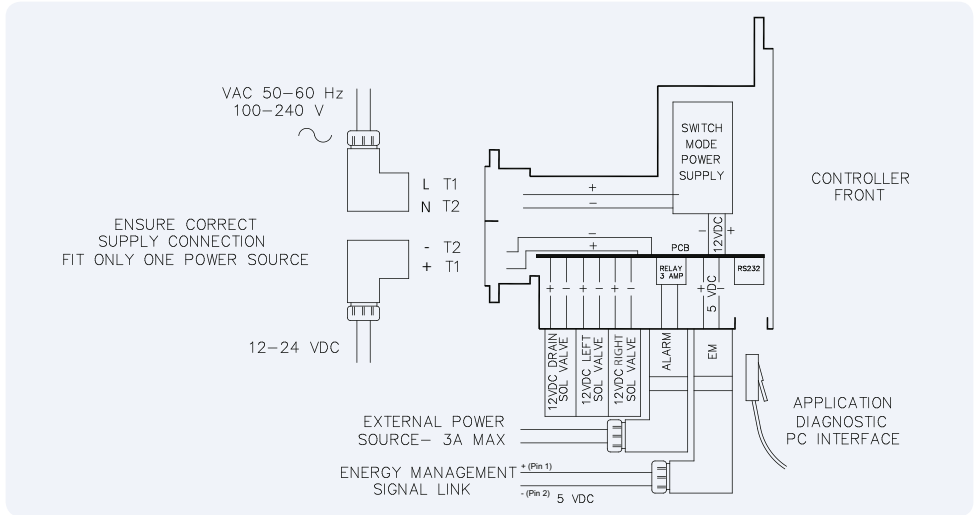 VAC 50-60 Hz
100-240 V
L T1
N T2
ENSURE CORRECT
SUPPLY CONNECTION
FIT ONLY ONE POWER SOURCE
- T2
+ T1
12-24 VDC
SWITCH
MODE
POWER
SUPPLY
CONTROLLER
FRONT
+
-
-
+
- 12VDC +
PCB
RELAY
3 AMP
RS232
+ - + - + -
+ 5 VDC -
12VDC DRAIN
SOL VALVE
12VDC LEFT
SOL VALVE
12VDC RIGHT
SOL VALVE
ALARM
EM
EXTERNAL POWER
SOURCE- 3A MAX
ENERGY MANAGEMENT
SIGNAL LINK
+ (Pin 1)
- (Pin 2) 5 VDC
APPLICATION
DIAGNOSTIC
PC INTERFACE